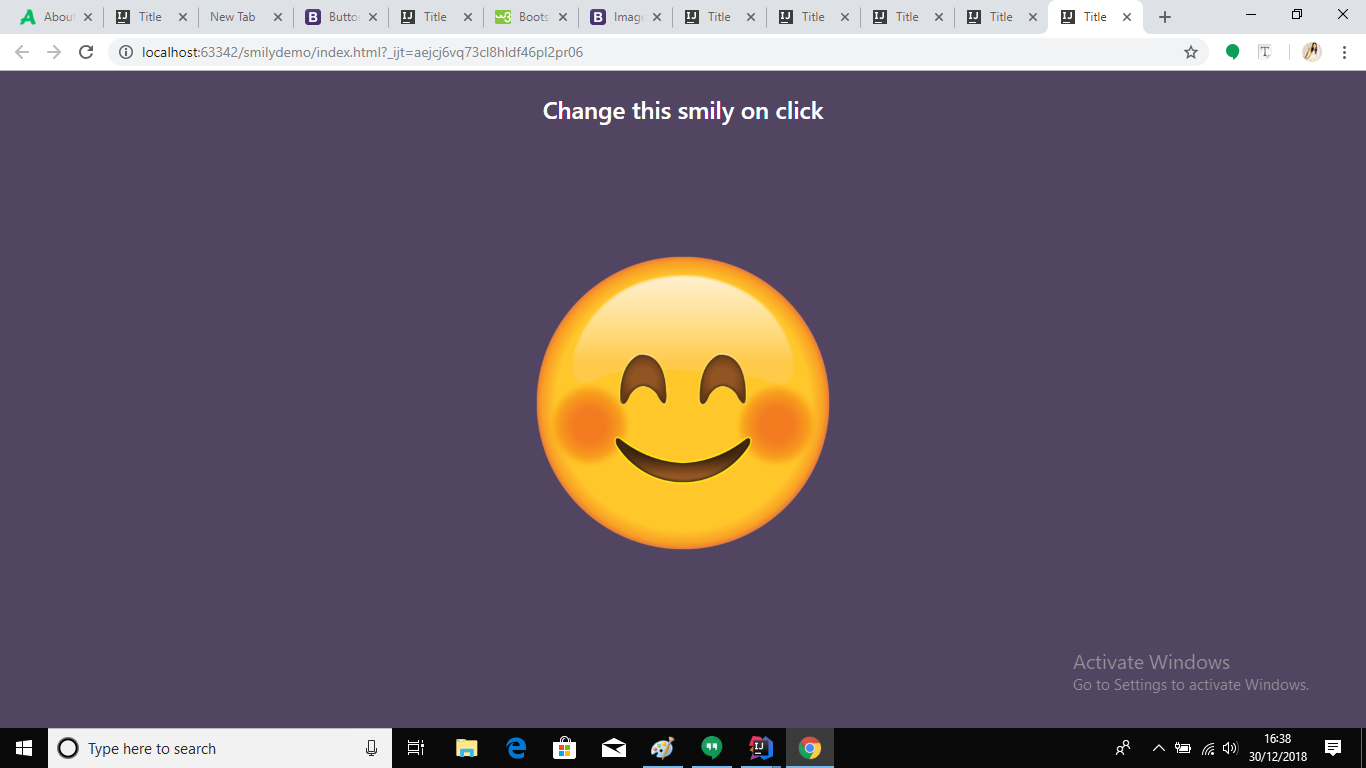 About
Title
New Tab
Butto
Title
Boots
Image
Title
Title
Title
Title
Title
localhost:63342/smilydemo/index.html?_ijt=aejcj6vq73cl8hldf46pl2pr06
Change this smily on click
Activate Windows
Go to Settings to activate Windows.
Type here to search
16:38
30/12/2018